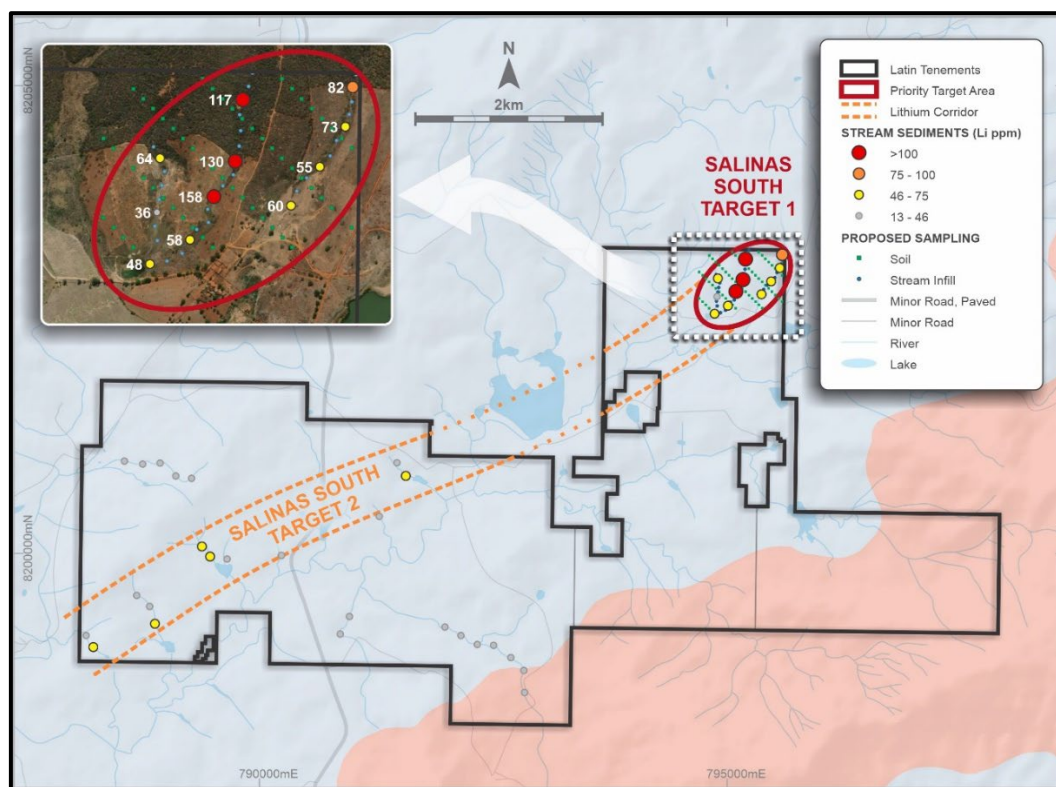 8205000mN
8200000mN
790000mE
795000mE
N
2km
117
82
73
64
130
55
158
36
60
58
48
SALINAS
SOUTH
TARGET 1
SALINAS SOUTH
TARGET 2
Latin Tenements
Priority Target Area
Lithium Corridor
STREAM SEDIMENTS (Li ppm)
>100
75 - 100
46 - 75
13 - 46
PROPOSED SAMPLING
Soil
Stream Infill
Minor Road, Paved
Minor Road
River
Lake